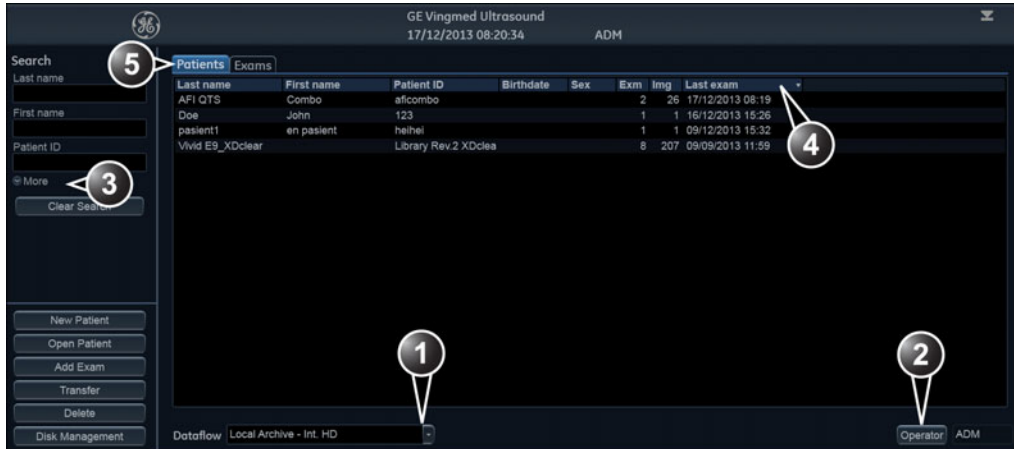 GE Vingmed Ultrasound
17/12/2013 08:20:34 ADM
Search
Last name
First name
Patient ID
More
Clear Search
New Patient
Open Patient
Add Exam
Transfer
Delete
Disk Management
5
Patients Exams
Last name First name Patient ID Birthdate Sex Exm Img Last exam
AFI QTS Combo aficombo 2 26 17/12/2013 08:19
Doe John 123 1 1 16/12/2013 15:26
pasient1 en pasient heihei 1 1 09/12/2013 15:32
Vivid E9_XDclear Library Rev.2 XDclea 8 207 09/09/2013 11:59
4
3
1
2
Dataflow Local Archive - Int. HD
Operator ADM